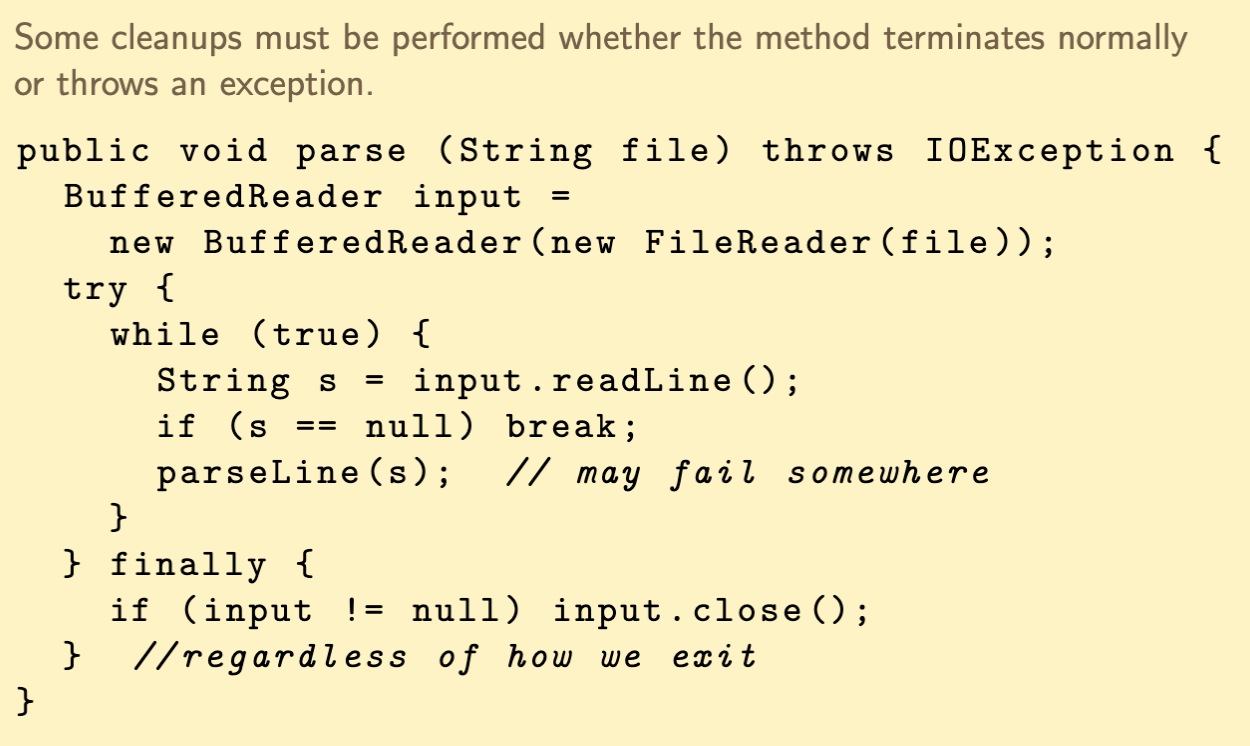 Some cleanups must be performed whether the method terminates normally
or throws an exception.
public void parse (String file) throws IOException {
  BufferedReader input =
    new BufferedReader(new FileReader(file));
  try {
    while (true) {
      String s = input.readLine();
      if (s == null) break;
      parseLine(s);  // may fail somewhere
    }
  } finally {
    if (input != null) input.close();
  }  //regardless of how we exit
}